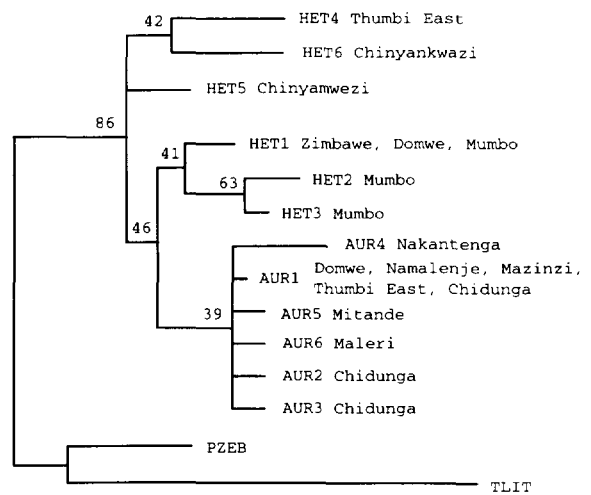 42
HET4 Thumbi East
HET6 Chinyankwazi
HET5 Chinyamwezi
86
41
HET1 Zimbawe, Domwe, Mumbo
63
HET2 Mumbo
HET3 Mumbo
46
AUR4 Nakantenga
AUR1 Domwe, Namalenje, Mazinzi,
Thumbi East, Chidunga
39
AUR5 Mitande
AUR6 Maleri
AUR2 Chidunga
AUR3 Chidunga
PZEB
TLIT